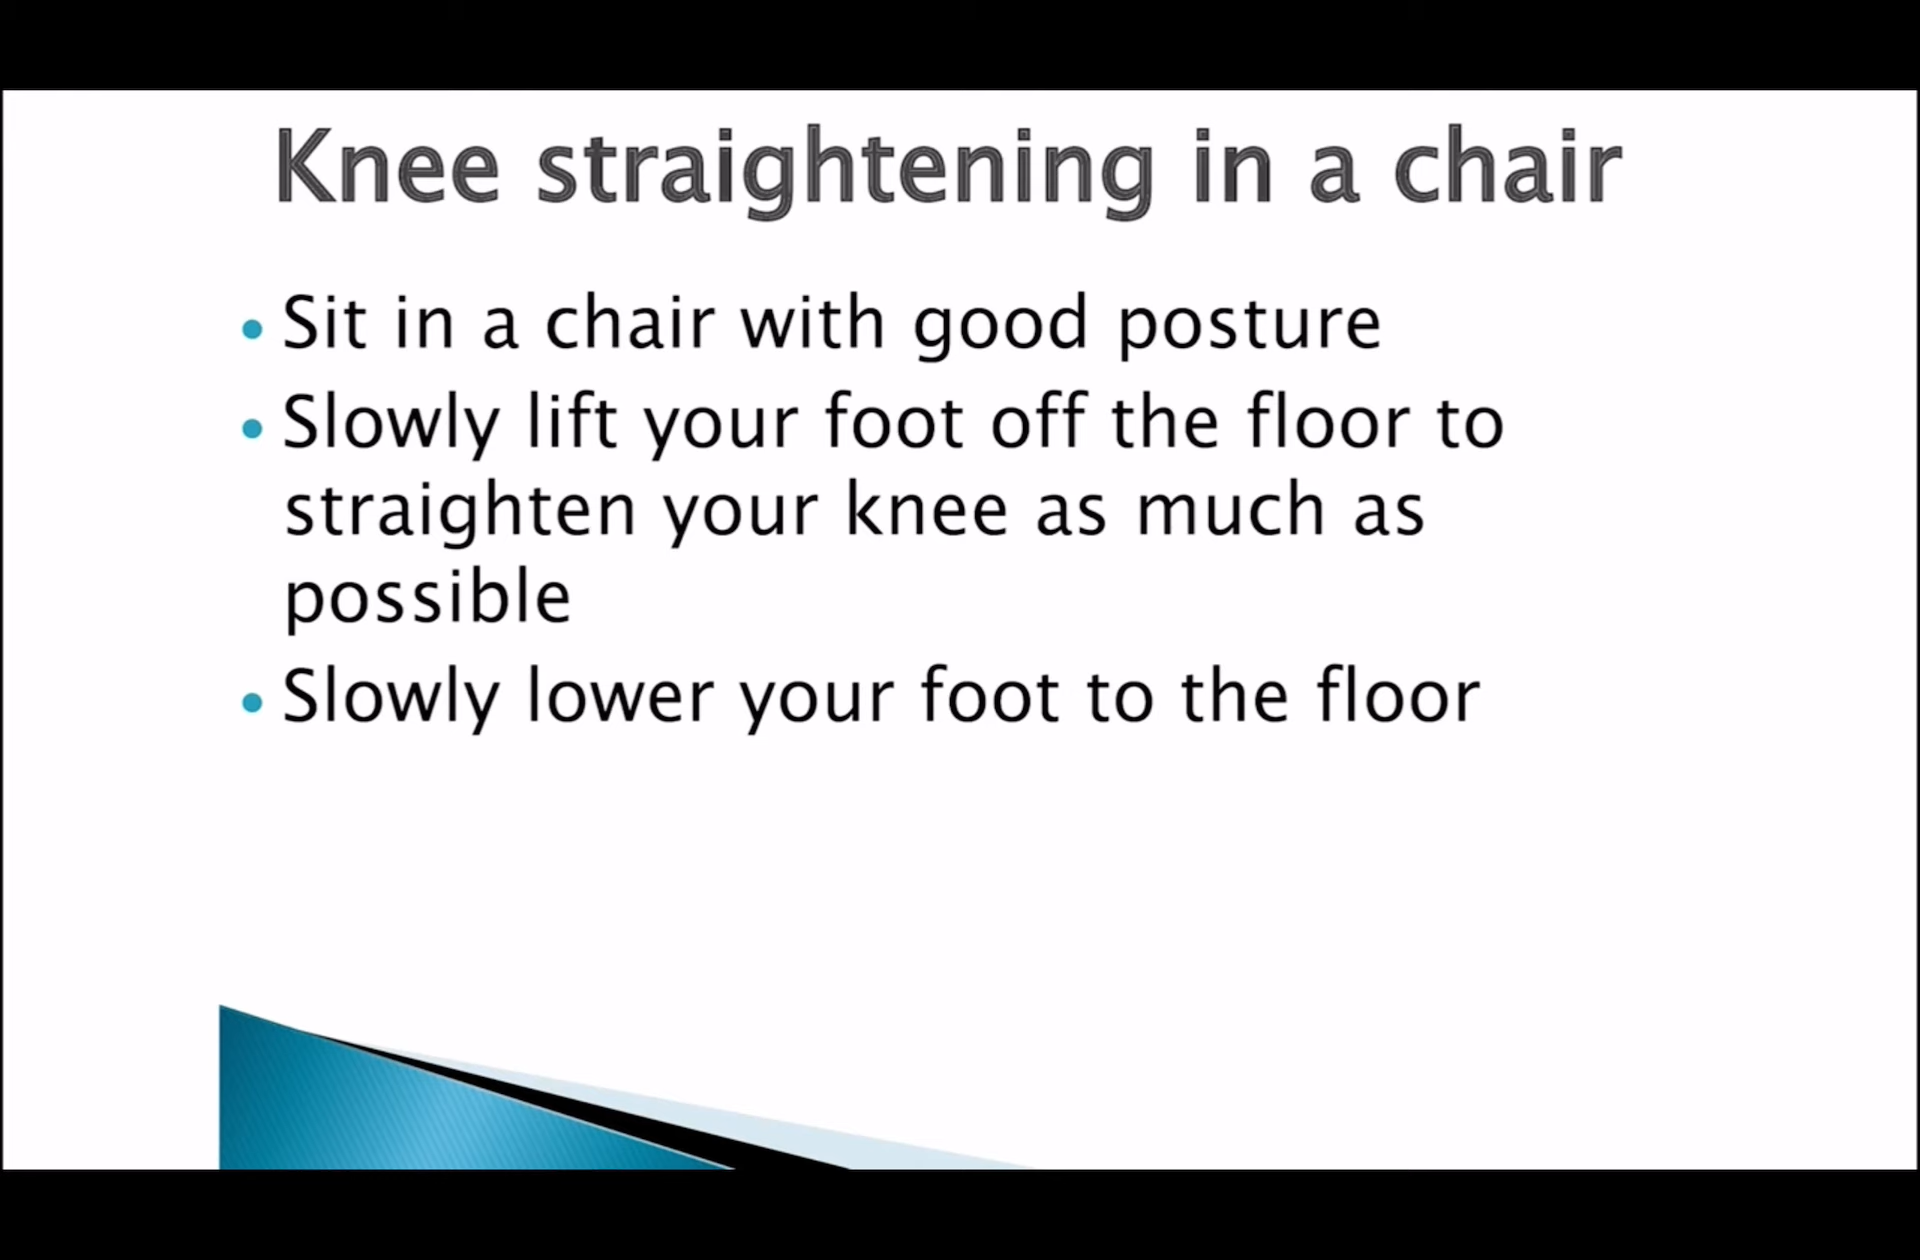 Knee straightening in a chair
• Sit in a chair with good posture
• Slowly lift your foot off the floor to
straighten your knee as much as
possible
• Slowly lower your foot to the floor